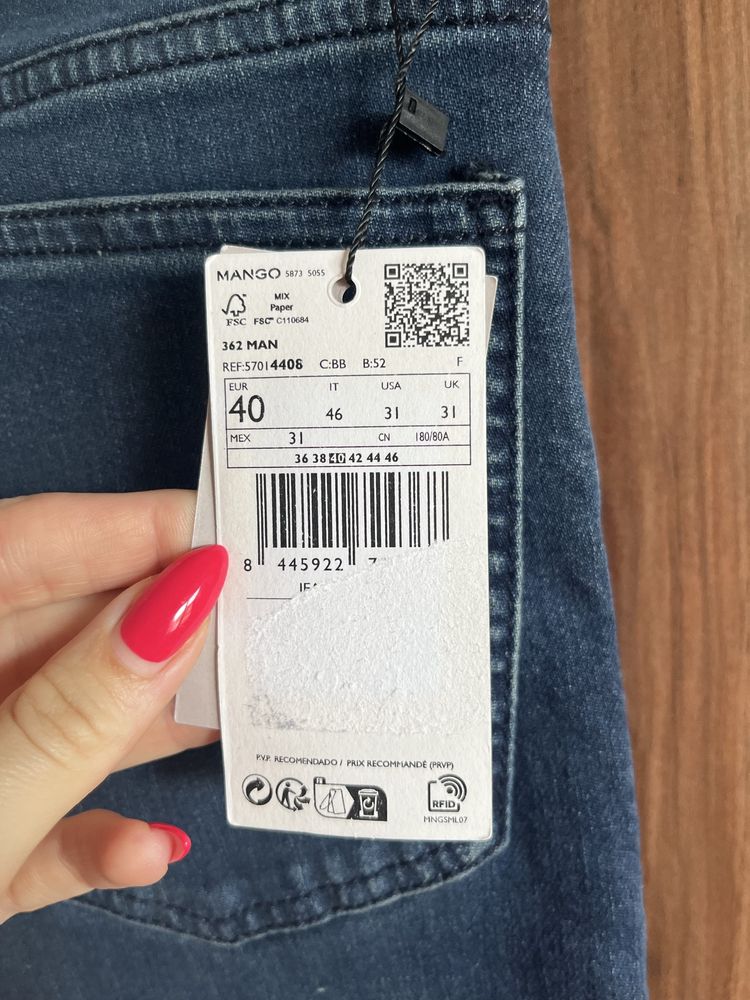 MANGO 5873 5055
MIX
Paper
FSC FSC® C110684
362 MAN
REF:57014408 C:BB B:52 F
EUR IT USA UK
40 46 31 31
MEX 31 CN 180/80A
36 38 40 42 44 46
8 445922 7
P.V.P. RECOMENDADO / PRIX RECOMMANDÉ (PRVP)
RFID
MNGSML07